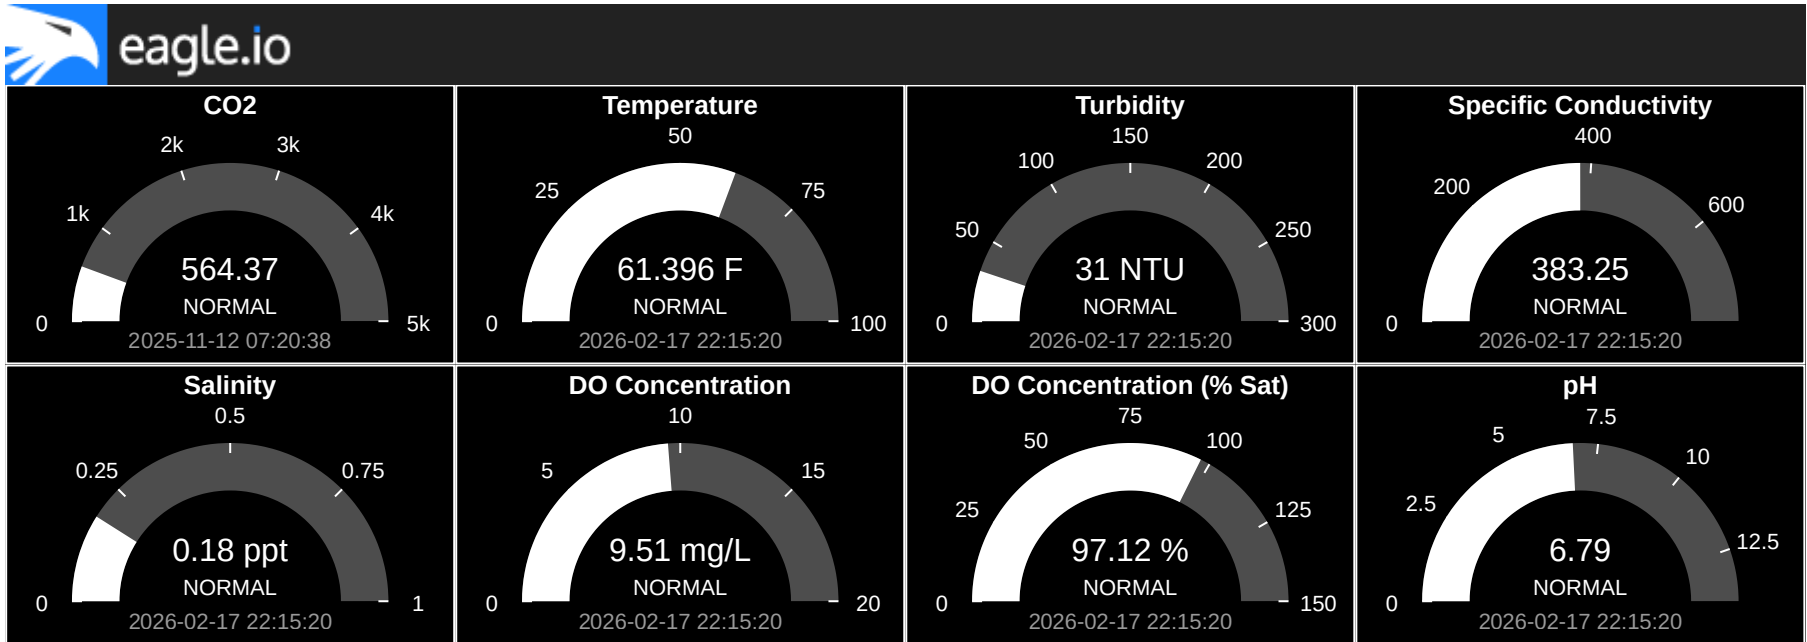 eagle.io
CO2
0
1k
2k
3k
4k
5k
564.37
NORMAL
2025-11-12 07:20:38
Temperature
0
25
50
75
100
61.396 F
NORMAL
2026-02-17 22:15:20
Turbidity
0
50
100
150
200
250
300
31 NTU
NORMAL
2026-02-17 22:15:20
Specific Conductivity
0
200
400
600
383.25
NORMAL
2026-02-17 22:15:20
Salinity
0
0.25
0.5
0.75
1
0.18 ppt
NORMAL
2026-02-17 22:15:20
DO Concentration
0
5
10
15
20
9.51 mg/L
NORMAL
2026-02-17 22:15:20
DO Concentration (% Sat)
0
25
50
75
100
125
150
97.12 %
NORMAL
2026-02-17 22:15:20
pH
0
2.5
5
7.5
10
12.5
6.79
NORMAL
2026-02-17 22:15:20